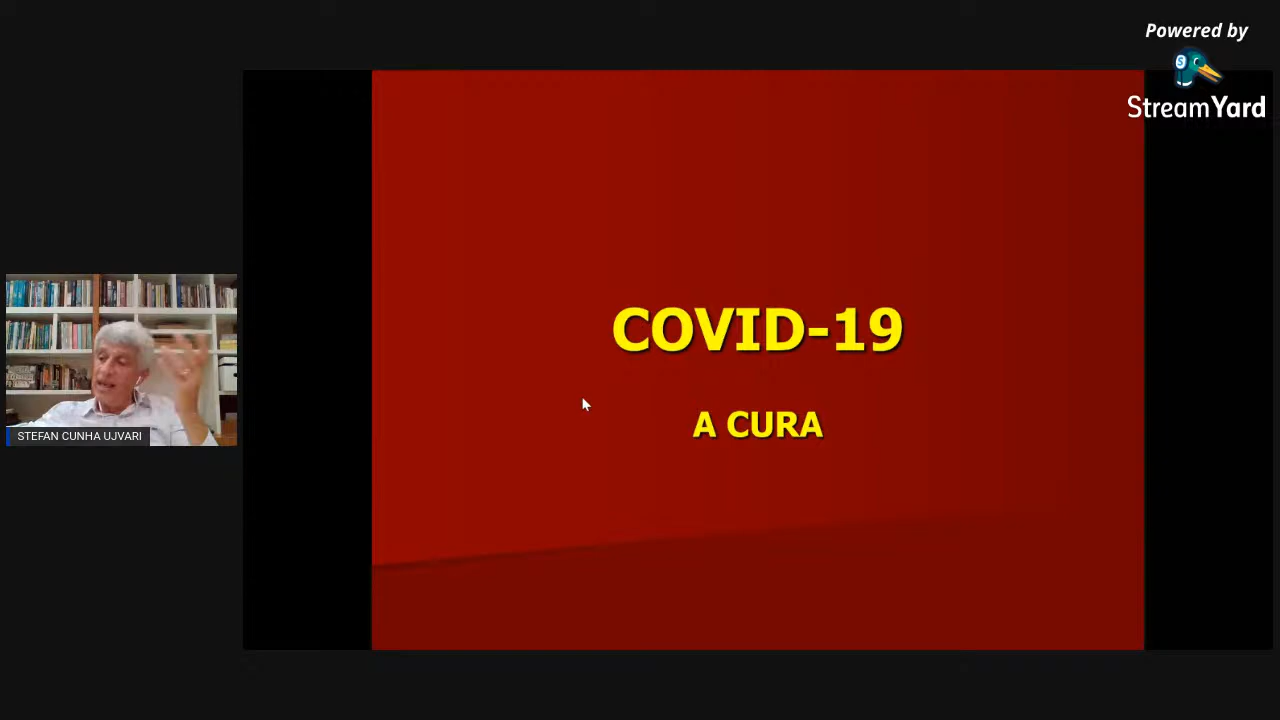 Powered by
StreamYard
COVID-19
A CURA
STEFAN CUNHA UJVARI